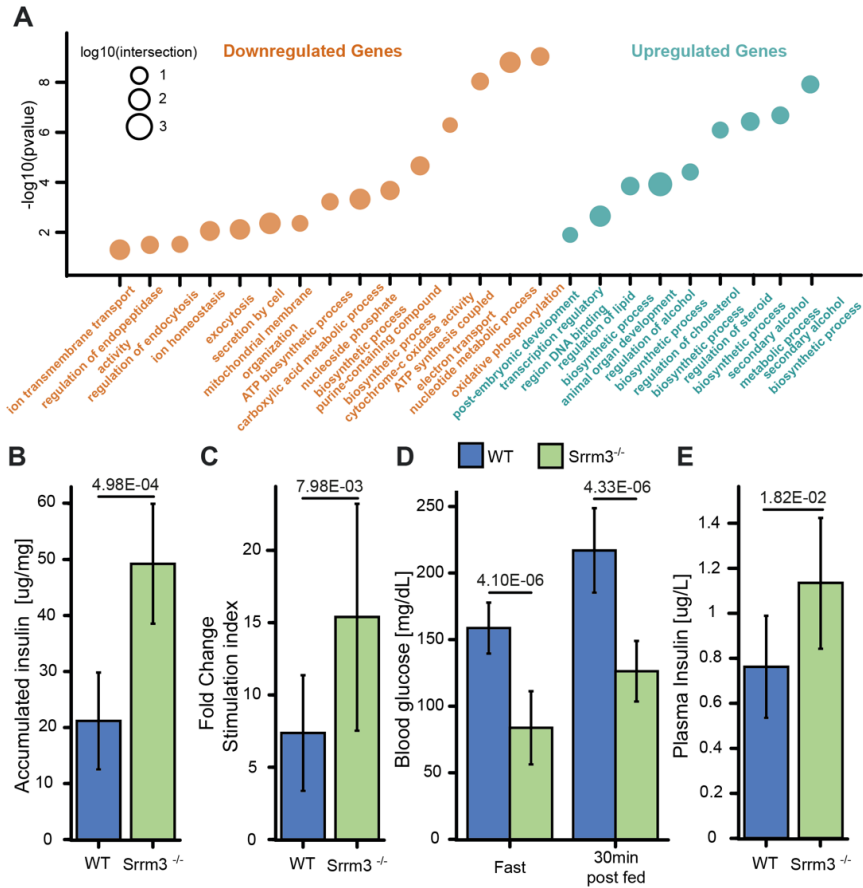 A
log10(intersection)
1
2
3
Downregulated Genes
Upregulated Genes
-log10(pvalue)
8
6
4
2
ion transmembrane transport
regulation of endopeptidase
activity
regulation of endocytosis
ion homeostasis
exocytosis
secretion by cell
mitochondrial membrane
organization
ATP biosynthetic process
carboxylic acid metabolic process
nucleoside phosphate
biosynthetic process
purine-containing compound
biosynthetic process
cytochrome-c oxidase activity
ATP synthesis coupled
electron transport
nucleotide metabolic process
oxidative phosphorylation
post-embryonic development
transcription regulatory
region DNA binding
regulation of lipid
biosynthetic process
animal organ development
regulation of alcohol
biosynthetic process
regulation of cholesterol
biosynthetic process
regulation of steroid
biosynthetic process
secondary alcohol
metabolic process
secondary alcohol
biosynthetic process
WT
Srrm3 -/-
B
4.98E-04
Accumulated insulin [ug/mg]
60
50
40
30
20
10
0
WT
Srrm3 -/-
C
7.98E-03
Fold Change
Stimulation index
20
15
10
5
0
WT
Srrm3 -/-
D
4.33E-06
4.10E-06
Blood glucose [mg/dL]
250
200
150
100
50
0
Fast
30min
post fed
E
1.82E-02
Plasma Insulin [ug/L]
1.4
1.2
1
0.8
0.6
0.4
0.2
0
WT
Srrm3 -/-